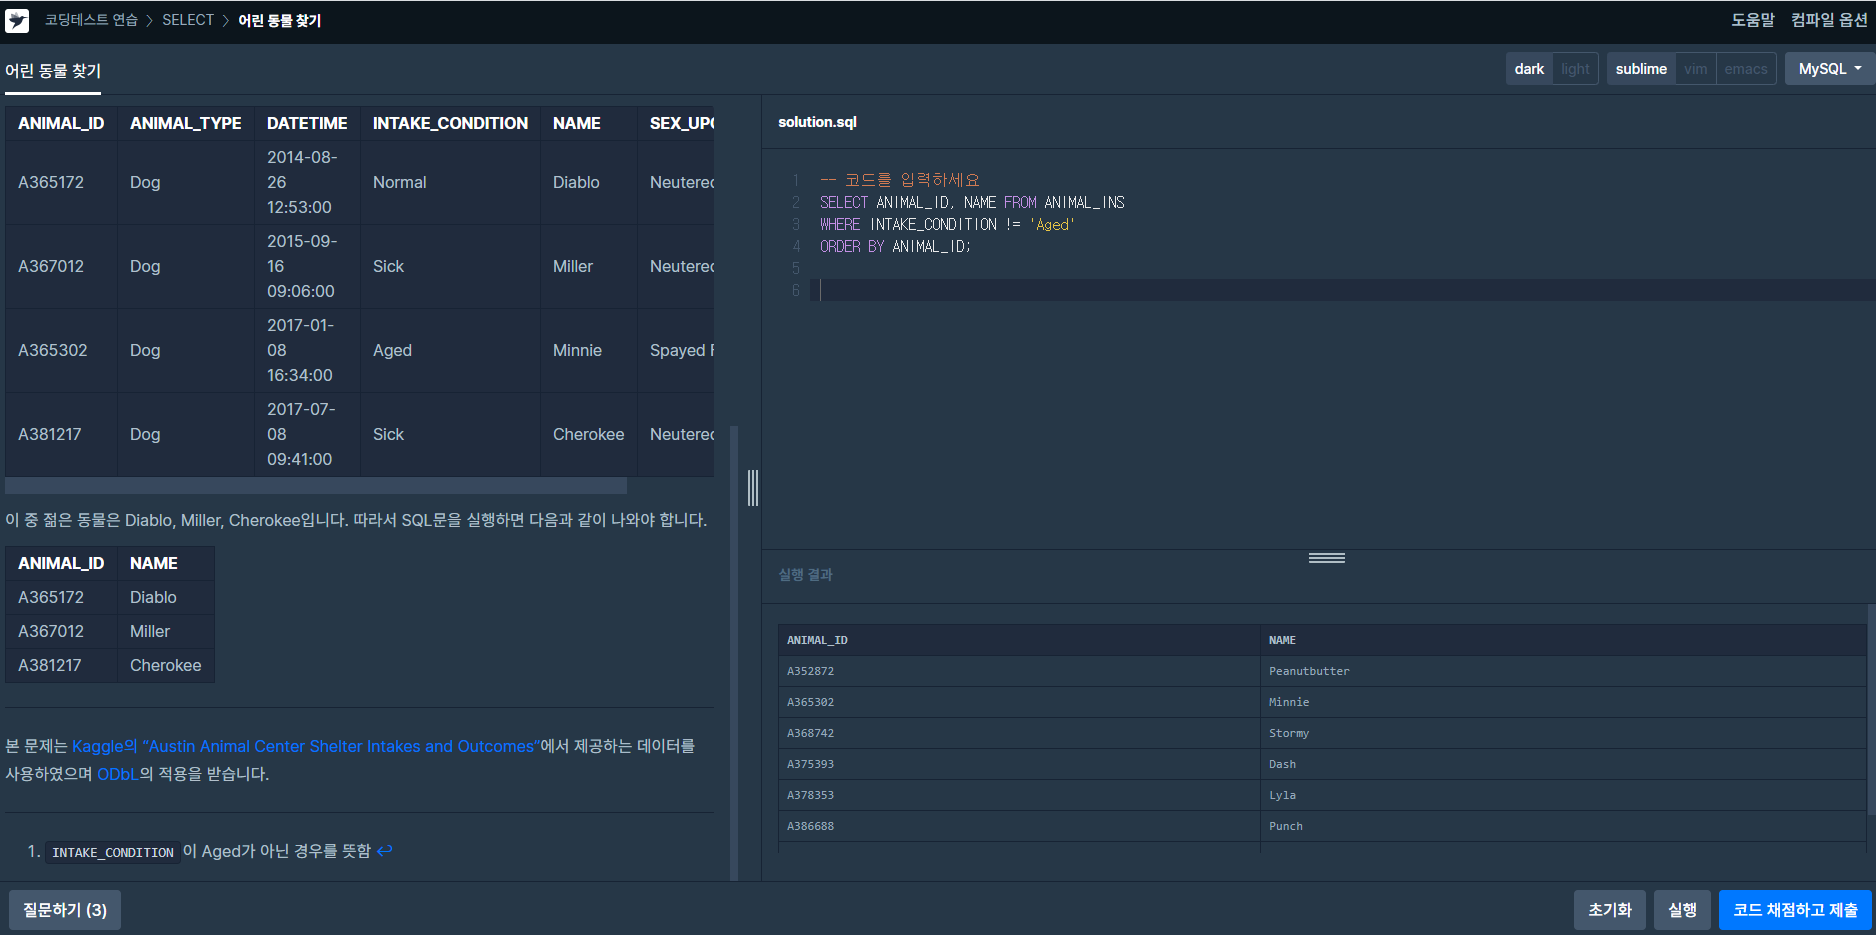 코딩테스트 연습 > SELECT > 어린 동물 찾기
도움말 컴파일 옵션
어린 동물 찾기
dark light sublime vim emacs MySQL
ANIMAL_ID ANIMAL_TYPE DATETIME INTAKE_CONDITION NAME SEX_UPO
A365172 Dog 2014-08-26 12:53:00 Normal Diablo Neutered
A367012 Dog 2015-09-16 09:06:00 Sick Miller Neutered
A365302 Dog 2017-01-08 16:34:00 Aged Minnie Spayed F
A381217 Dog 2017-07-08 09:41:00 Sick Cherokee Neutered
이 중 젊은 동물은 Diablo, Miller, Cherokee입니다. 따라서 SQL문을 실행하면 다음과 같이 나와야 합니다.
ANIMAL_ID NAME
A365172 Diablo
A367012 Miller
A381217 Cherokee
본 문제는 Kaggle의 “Austin Animal Center Shelter Intakes and Outcomes”에서 제공하는 데이터를
사용하였으며 ODbL의 적용을 받습니다.
1. INTAKE_CONDITION 이 Aged가 아닌 경우를 뜻함 ↩
solution.sql
1 -- 코드를 입력하세요
2 SELECT ANIMAL_ID, NAME FROM ANIMAL_INS
3 WHERE INTAKE_CONDITION != 'Aged'
4 ORDER BY ANIMAL_ID;
5
6
실행 결과
ANIMAL_ID NAME
A352872 Peanutbutter
A365302 Minnie
A368742 Stormy
A375393 Dash
A378353 Lyla
A386688 Punch
질문하기 (3)
초기화 실행 코드 채점하고 제출